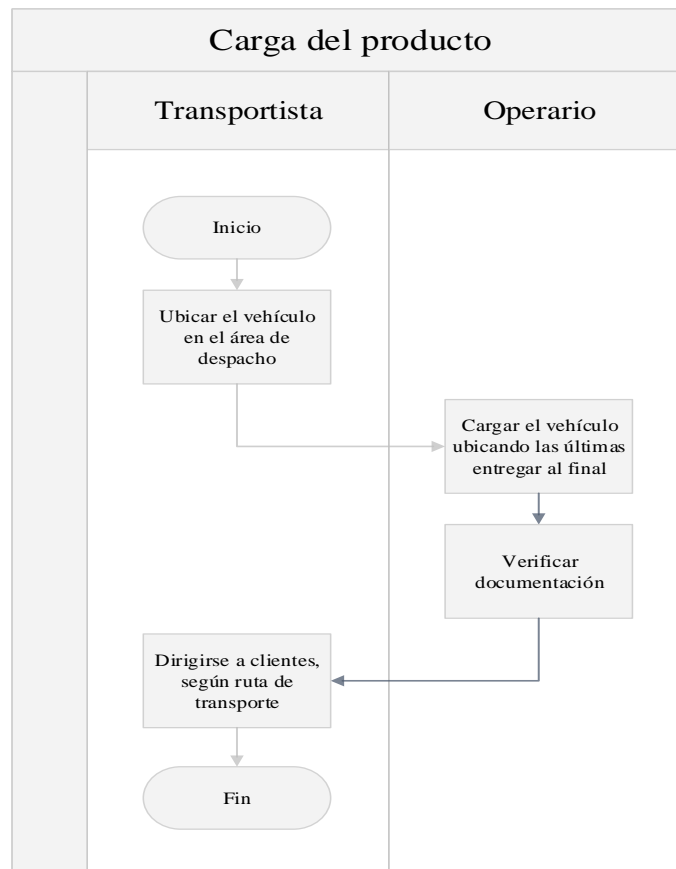 Carga del producto
Transportista
Operario
Inicio
Ubicar el vehículo
en el área de
despacho
Cargar el vehículo
ubicando las últimas
entregar al final
Verificar
documentación
Dirigirse a clientes,
según ruta de
transporte
Fin